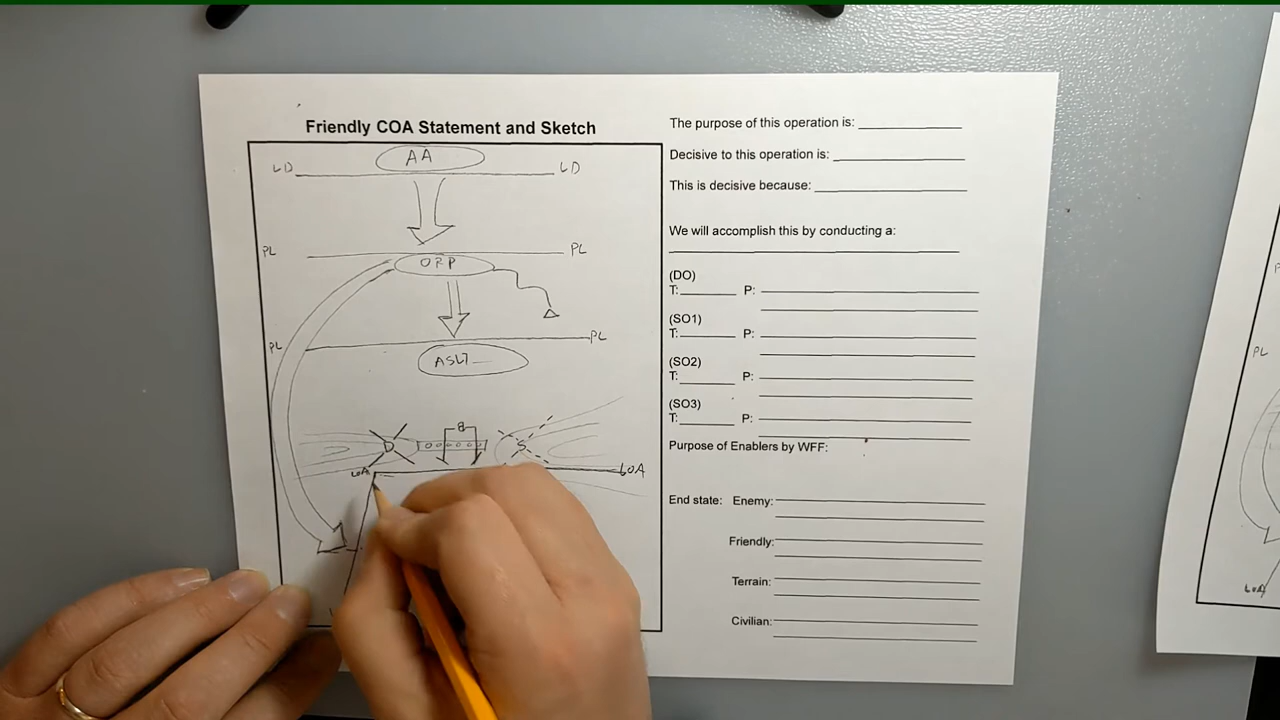 Friendly COA Statement and Sketch
AA
LD LD
PL PL
ORP
PL PL
ASLT
B
D S
LOA LOA
The purpose of this operation is:
Decisive to this operation is:
This is decisive because:
We will accomplish this by conducting a:
(DO)
T: P:
(SO1)
T: P:
(SO2)
T: P:
(SO3)
T: P:
Purpose of Enablers by WFF:
End state: Enemy:
Friendly:
Terrain:
Civilian:
PL
LOA